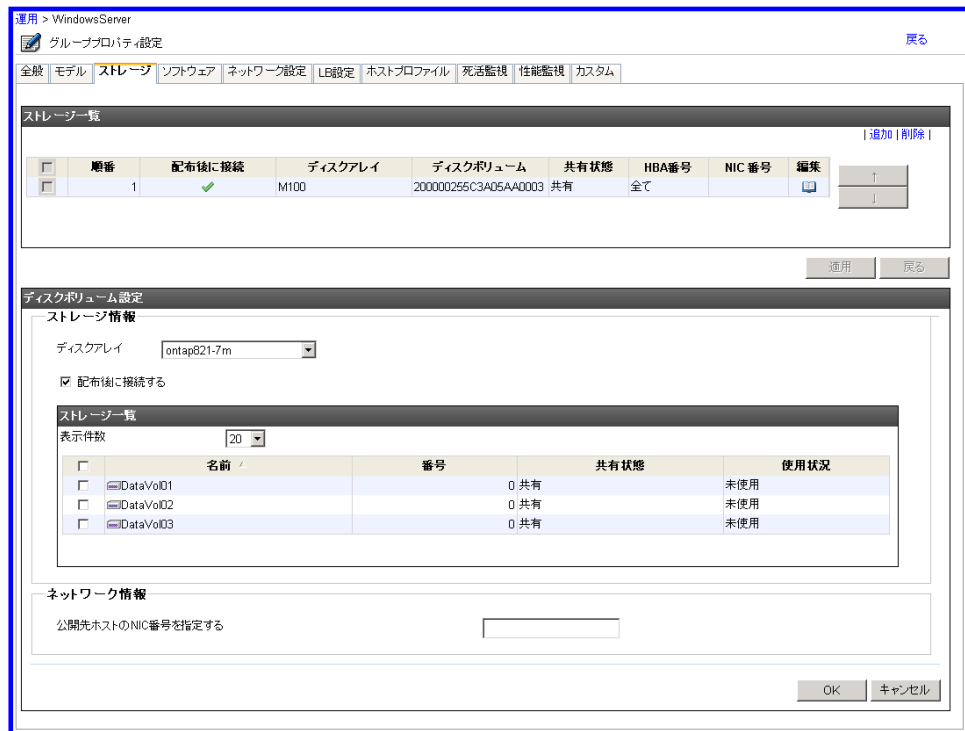 運用 > WindowsServer
グループプロパティ設定
戻る
全般 モデル ストレージ ソフトウェア ネットワーク設定 LB設定 ホストプロファイル 死活監視 性能監視 カスタム
ストレージ一覧
| 追加 | 削除 |
順番 配布後に接続 ディスクアレイ ディスクボリューム 共有状態 HBA番号 NIC 番号 編集
1 M100 200000255C3A05AA0003 共有 全て
↑
↓
適用 戻る
ディスクボリューム設定
ストレージ情報
ディスクアレイ ontap821-7m
配布後に接続する
ストレージ一覧
表示件数 20
名前 番号 共有状態 使用状況
DataVol01 0 共有 未使用
DataVol02 0 共有 未使用
DataVol03 0 共有 未使用
ネットワーク情報
公開先ホストのNIC番号を指定する
OK キャンセル